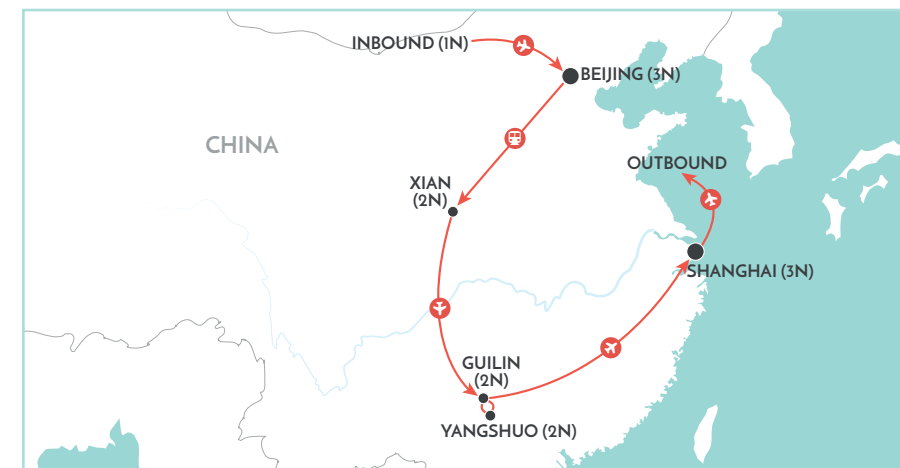 INBOUND (1N)
BEIJING (3N)
CHINA
OUTBOUND
XIAN
(2N)
SHANGHAI (3N)
GUILIN
(2N)
YANGSHUO (2N)